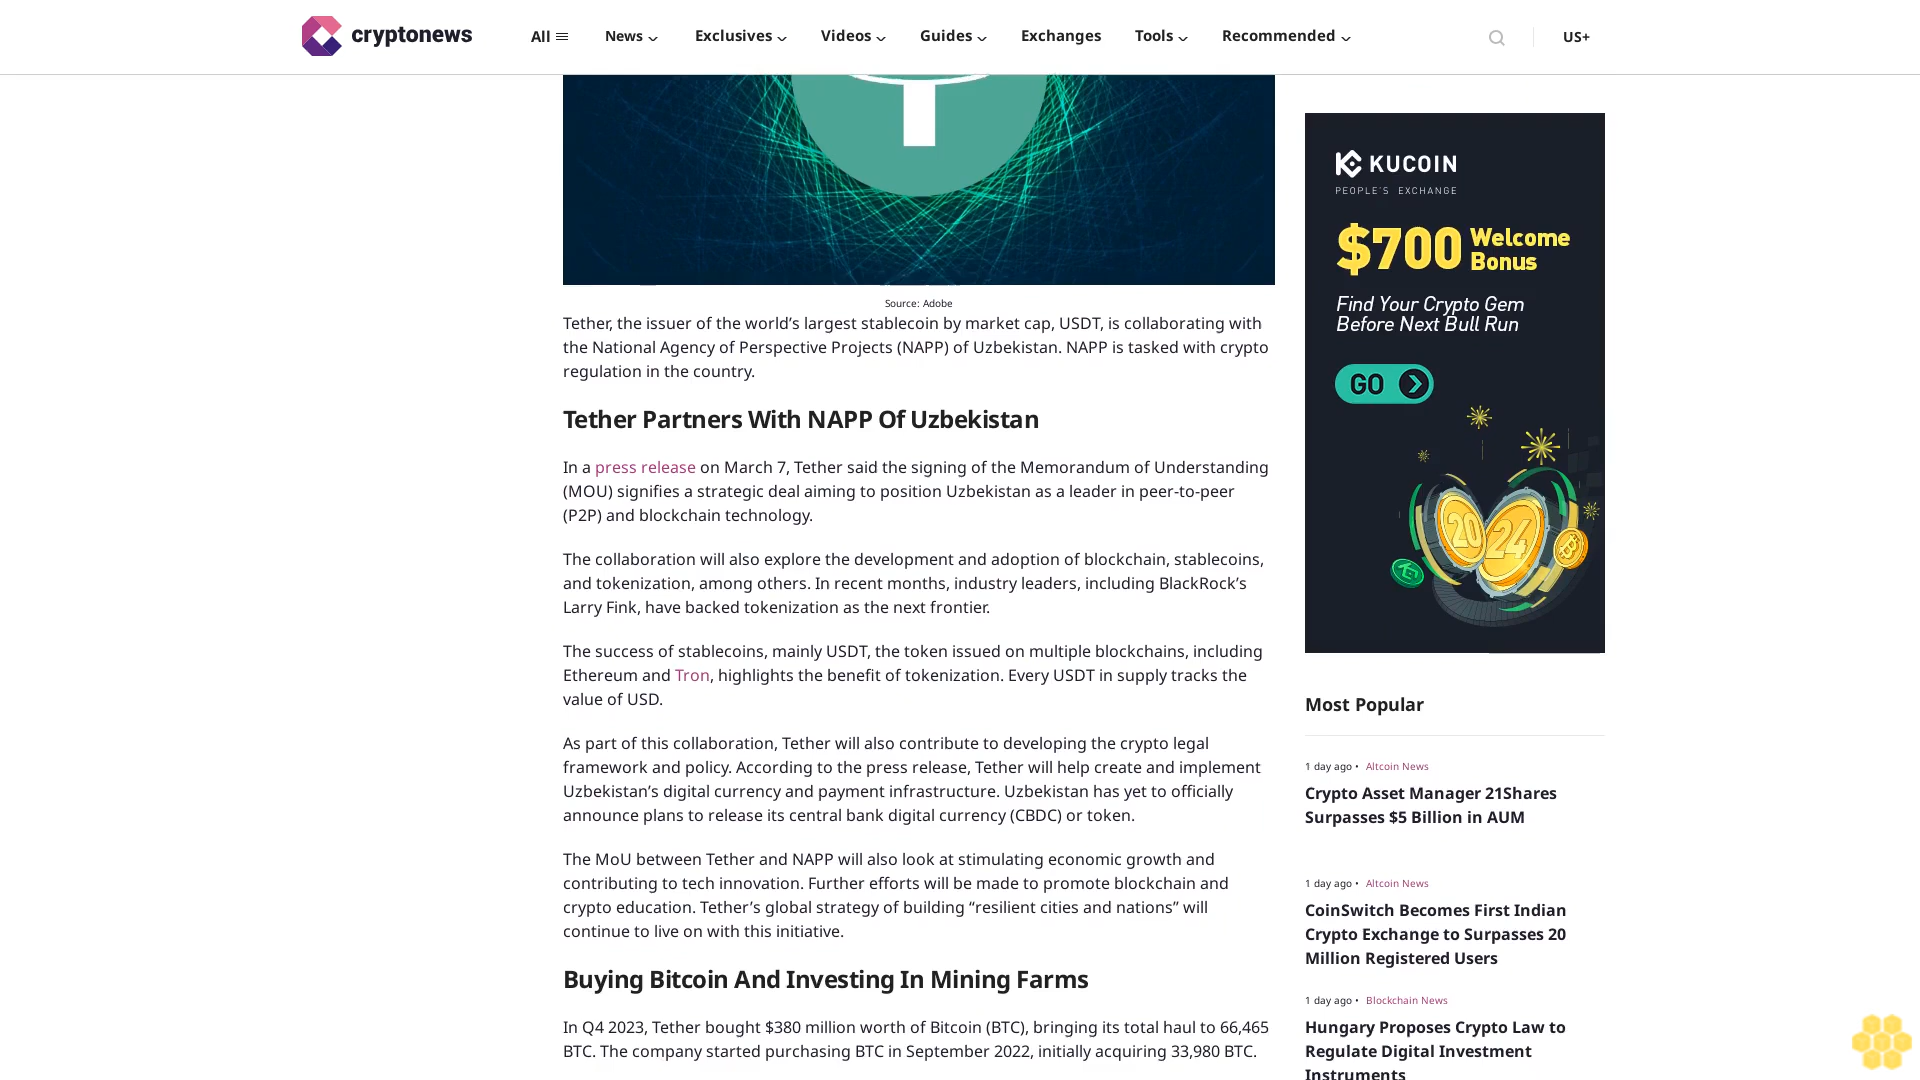 cryptonews
All
News
Exclusives
Videos
Guides
Exchanges
Tools
Recommended
US+
Source: Adobe
Tether, the issuer of the world’s largest stablecoin by market cap, USDT, is collaborating with
the National Agency of Perspective Projects (NAPP) of Uzbekistan. NAPP is tasked with crypto
regulation in the country.
Tether Partners With NAPP Of Uzbekistan
In a press release on March 7, Tether said the signing of the Memorandum of Understanding
(MOU) signifies a strategic deal aiming to position Uzbekistan as a leader in peer-to-peer
(P2P) and blockchain technology.
The collaboration will also explore the development and adoption of blockchain, stablecoins,
and tokenization, among others. In recent months, industry leaders, including BlackRock’s
Larry Fink, have backed tokenization as the next frontier.
The success of stablecoins, mainly USDT, the token issued on multiple blockchains, including
Ethereum and Tron, highlights the benefit of tokenization. Every USDT in supply tracks the
value of USD.
As part of this collaboration, Tether will also contribute to developing the crypto legal
framework and policy. According to the press release, Tether will help create and implement
Uzbekistan’s digital currency and payment infrastructure. Uzbekistan has yet to officially
announce plans to release its central bank digital currency (CBDC) or token.
The MoU between Tether and NAPP will also look at stimulating economic growth and
contributing to tech innovation. Further efforts will be made to promote blockchain and
crypto education. Tether’s global strategy of building “resilient cities and nations” will
continue to live on with this initiative.
Buying Bitcoin And Investing In Mining Farms
In Q4 2023, Tether bought $380 million worth of Bitcoin (BTC), bringing its total haul to 66,465
BTC. The company started purchasing BTC in September 2022, initially acquiring 33,980 BTC.
KUCOIN
PEOPLE'S EXCHANGE
$700 Welcome
Bonus
Find Your Crypto Gem
Before Next Bull Run
GO
20 24
Most Popular
1 day ago • Altcoin News
Crypto Asset Manager 21Shares
Surpasses $5 Billion in AUM
1 day ago • Altcoin News
CoinSwitch Becomes First Indian
Crypto Exchange to Surpasses 20
Million Registered Users
1 day ago • Blockchain News
Hungary Proposes Crypto Law to
Regulate Digital Investment
Instruments